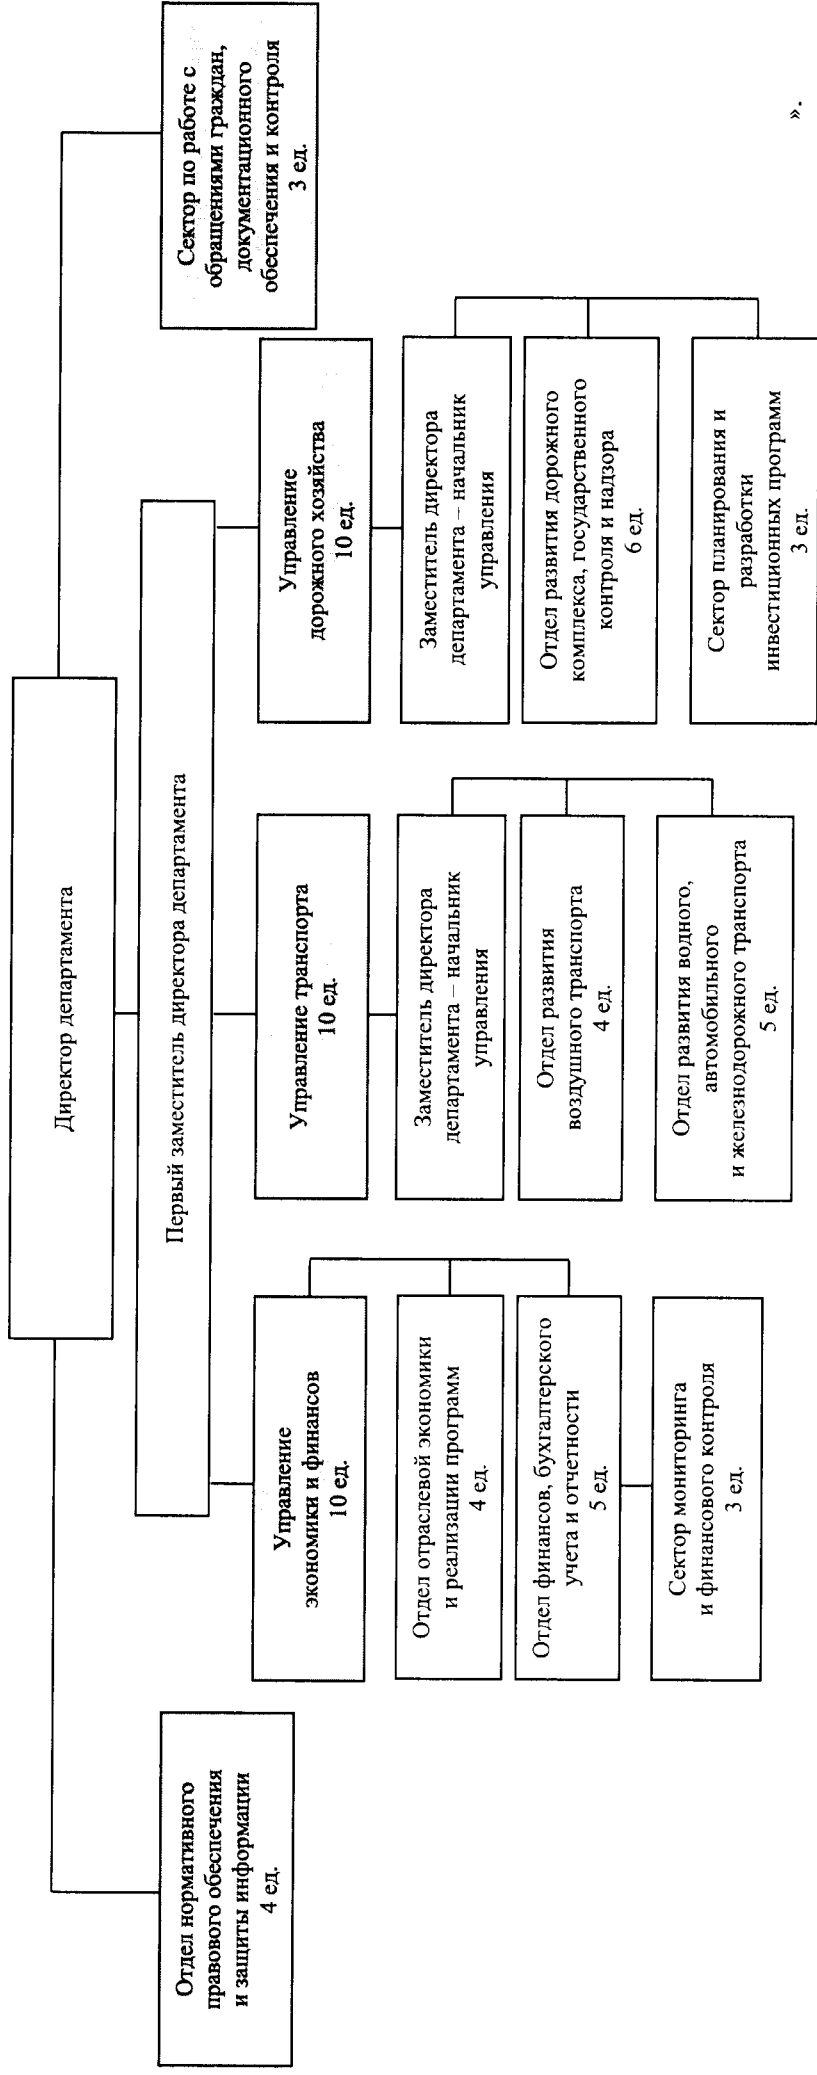 Директор департамента
Первый заместитель директора департамента
Отдел нормативного
правового обеспечения
и защиты информации
4 ед.
Сектор по работе с
обращениями граждан,
документационного
обеспечения и контроля
3 ед.
Управление
экономики и финансов
10 ед.
Отдел отраслевой экономики
и реализации программ
4 ед.
Отдел финансов, бухгалтерского
учета и отчетности
5 ед.
Сектор мониторинга
и финансового контроля
3 ед.
Управление транспорта
10 ед.
Заместитель директора
департамента – начальник
управления
Отдел развития
воздушного транспорта
4 ед.
Отдел развития водного,
автомобильного
и железнодорожного транспорта
5 ед.
Управление
дорожного хозяйства
10 ед.
Заместитель директора
департамента – начальник
управления
Отдел развития дорожного
комплекса, государственного
контроля и надзора
6 ед.
Сектор планирования и
разработки
инвестиционных программ
3 ед.
».